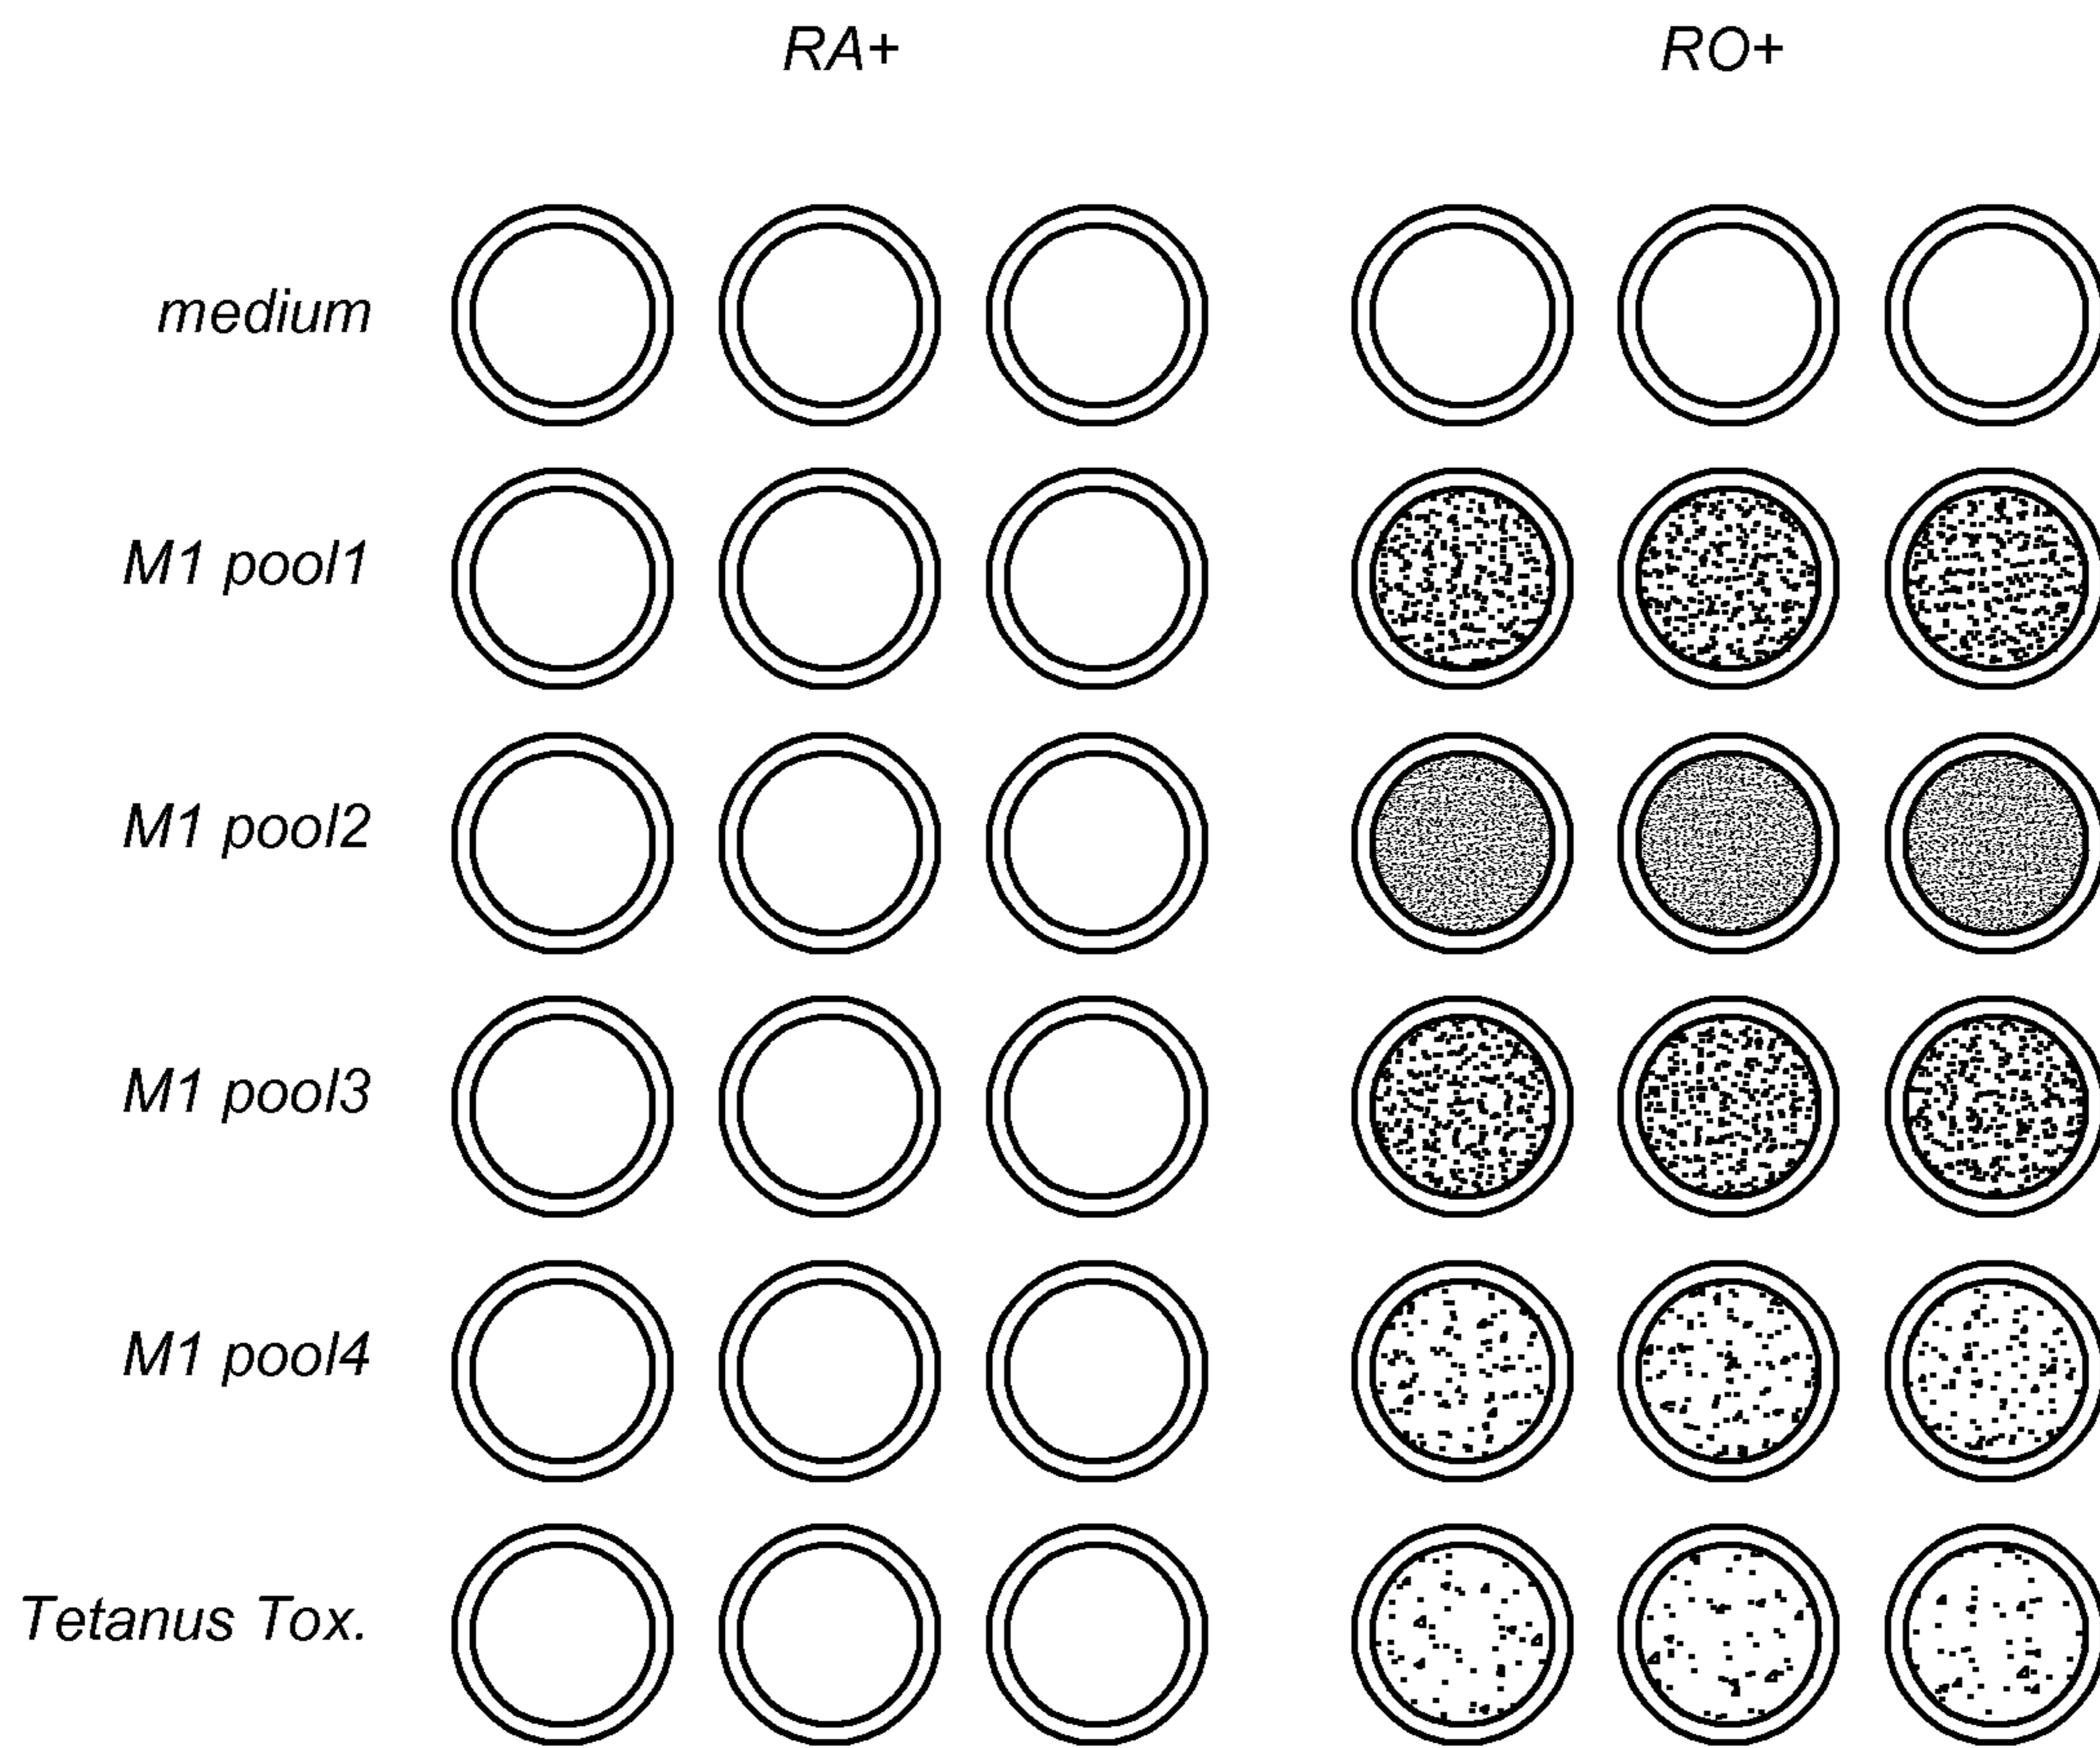 RA+ RO+
medium
M1 pool1
M1 pool2
M1 pool3
M1 pool4
Tetanus Tox.